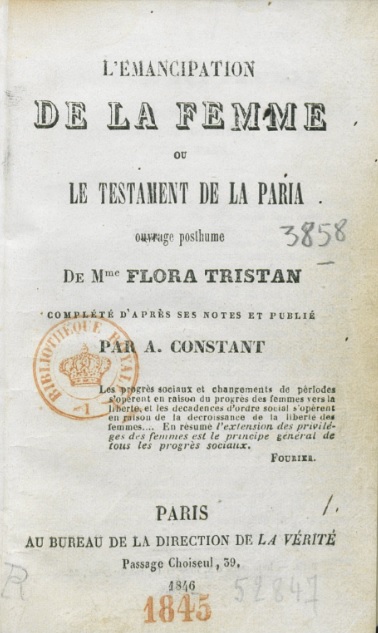 L'ÉMANCIPATION
DE LA FEMME
OU
LE TESTAMENT DE LA PARIA
ouvrage posthume
3858
DE Mme FLORA TRISTAN
COMPLÉTÉ D'APRÈS SES NOTES ET PUBLIÉ
PAR A. CONSTANT
BIBLIOTHÈQUE
Les progrès sociaux et changements de périodes
s'opèrent en raison du progrès des femmes vers la
liberté, et les décadences d'ordre social s'opèrent
en raison de la décroissance de la liberté des
femmes.... En résumé l'extension des privilé-
ges des femmes est le principe général de
tous les progrès sociaux.
FOURIER.
1.
PARIS
AU BUREAU DE LA DIRECTION DE LA VÉRITÉ
Passage Choiseul, 39.
1846
1845
52847
R